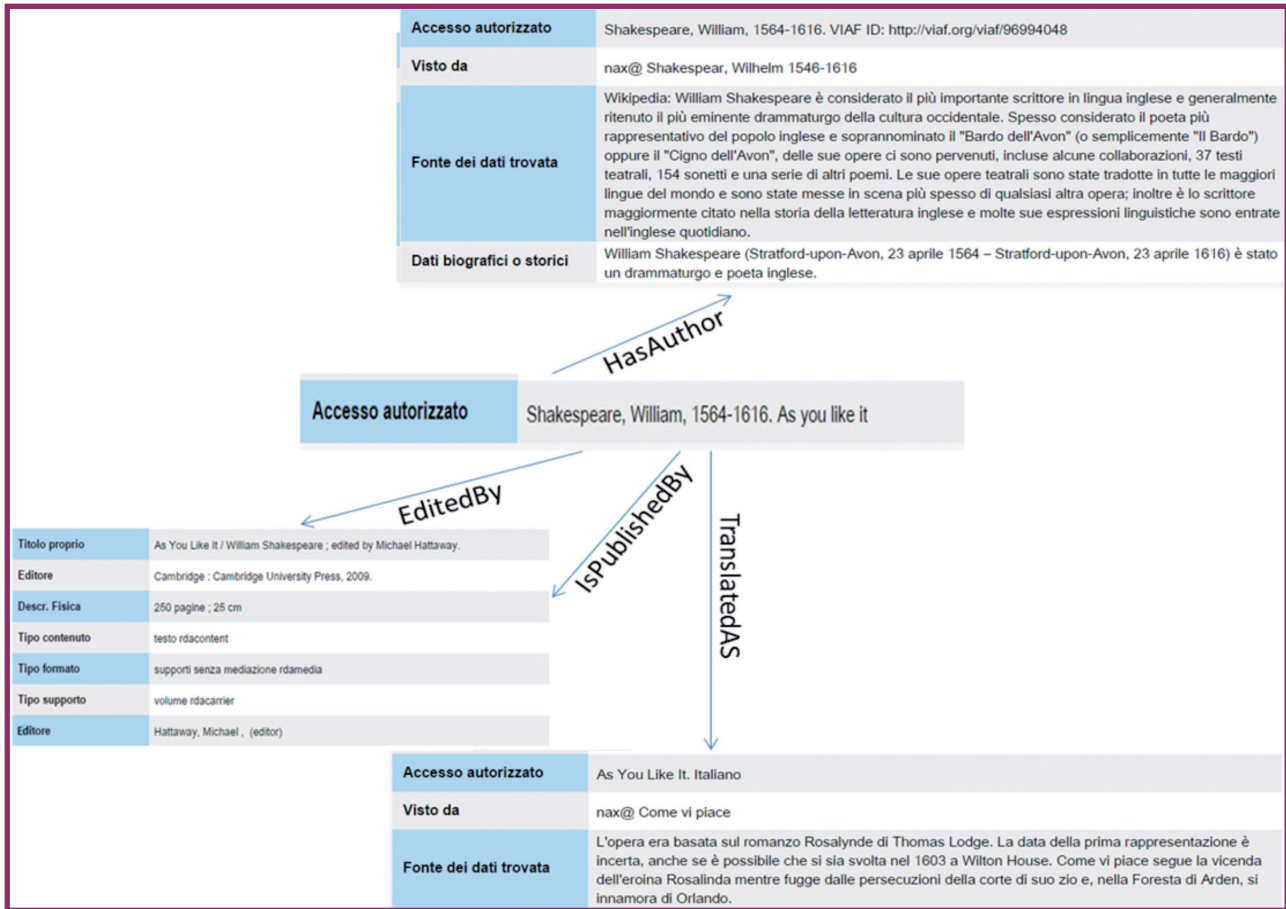 Accesso autorizzato Shakespeare, William, 1564-1616. VIAF ID: http://viaf.org/viaf/96994048
Visto da nax@ Shakespear, Wilhelm 1546-1616
Fonte dei dati trovata
Wikipedia: William Shakespeare è considerato il più importante scrittore in lingua inglese e generalmente
ritenuto il più eminente drammaturgo della cultura occidentale. Spesso considerato il poeta più
rappresentativo del popolo inglese e soprannominato il "Bardo dell'Avon" (o semplicemente "Il Bardo")
oppure il "Cigno dell'Avon", delle sue opere ci sono pervenuti, incluse alcune collaborazioni, 37 testi
teatrali, 154 sonetti e una serie di altri poemi. Le sue opere teatrali sono state tradotte in tutte le maggiori
lingue del mondo e sono state messe in scena più spesso di qualsiasi altra opera; inoltre è lo scrittore
maggiormente citato nella storia della letteratura inglese e molte sue espressioni linguistiche sono entrate
nell'inglese quotidiano.
Dati biografici o storici
William Shakespeare (Stratford-upon-Avon, 23 aprile 1564 – Stratford-upon-Avon, 23 aprile 1616) è stato
un drammaturgo e poeta inglese.
HasAuthor
Accesso autorizzato Shakespeare, William, 1564-1616. As you like it
EditedBy
IsPublishedBy
TranslatedAS
Titolo proprio As You Like It / William Shakespeare ; edited by Michael Hattaway.
Editore Cambridge : Cambridge University Press, 2009.
Descr. Fisica 250 pagine ; 25 cm
Tipo contenuto testo rdacontent
Tipo formato supporti senza mediazione rdamedia
Tipo supporto volume rdacarrier
Editore Hattaway, Michael , (editor)
Accesso autorizzato As You Like It. Italiano
Visto da nax@ Come vi piace
Fonte dei dati trovata
L'opera era basata sul romanzo Rosalynde di Thomas Lodge. La data della prima rappresentazione è
incerta, anche se è possibile che si sia svolta nel 1603 a Wilton House. Come vi piace segue la vicenda
dell'eroina Rosalinda mentre fugge dalle persecuzioni della corte di suo zio e, nella Foresta di Arden, si
innamora di Orlando.